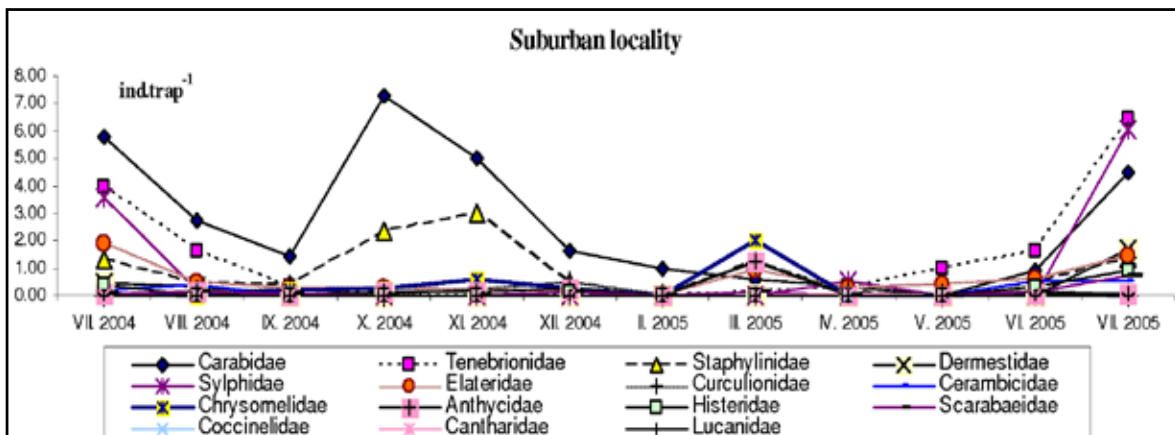 Suburban locality
ind.trap-1
8.00
7.00
6.00
5.00
4.00
3.00
2.00
1.00
0.00
VII. 2004 VIII. 2004 IX. 2004 X. 2004 XI. 2004 XII. 2004 II. 2005 III. 2005 IV. 2005 V. 2005 VI. 2005 VII. 2005
Carabidae Tenebrionidae Staphylinidae Dermestidae
Sylphidae Elateridae Curculionidae Cerambicidae
Chrysomelidae Anthycidae Histeridae Scarabaeidae
Coccinelidae Cantharidae Lucanidae